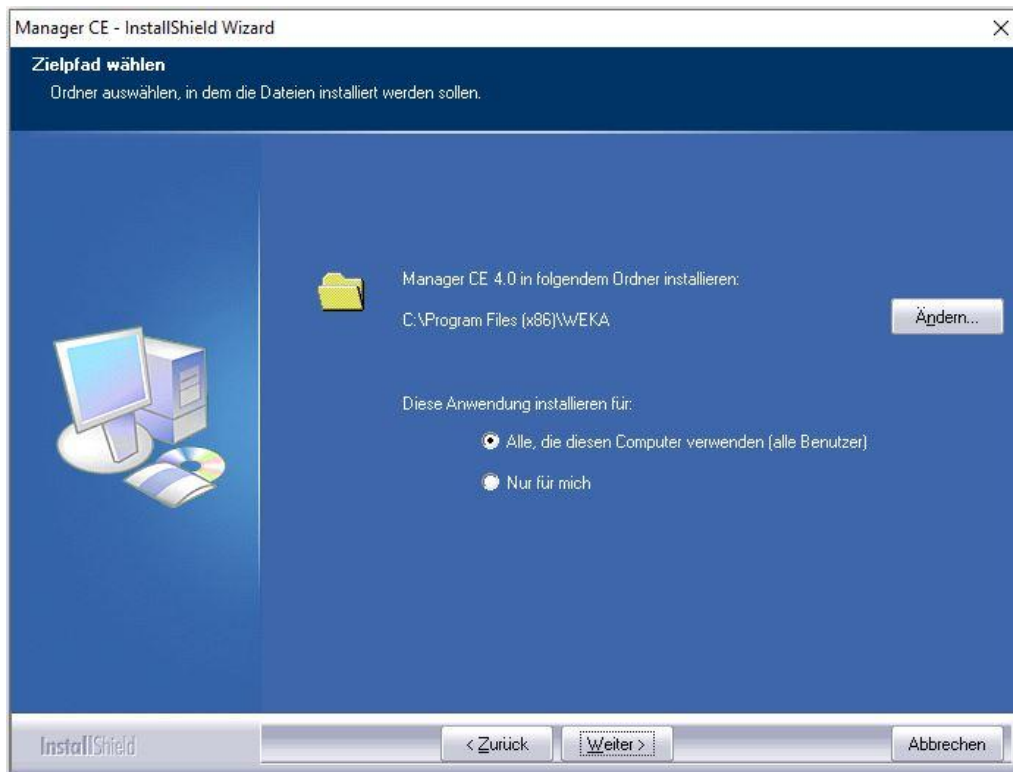 Manager CE - InstallShield Wizard
Zielpfad wählen
Ordner auswählen, in dem die Dateien installiert werden sollen.
Manager CE 4.0 in folgendem Ordner installieren:
C:\Program Files (x86)\WEKA
Ändern...
Diese Anwendung installieren für:
Alle, die diesen Computer verwenden (alle Benutzer)
Nur für mich
InstallShield
< Zurück
Weiter >
Abbrechen